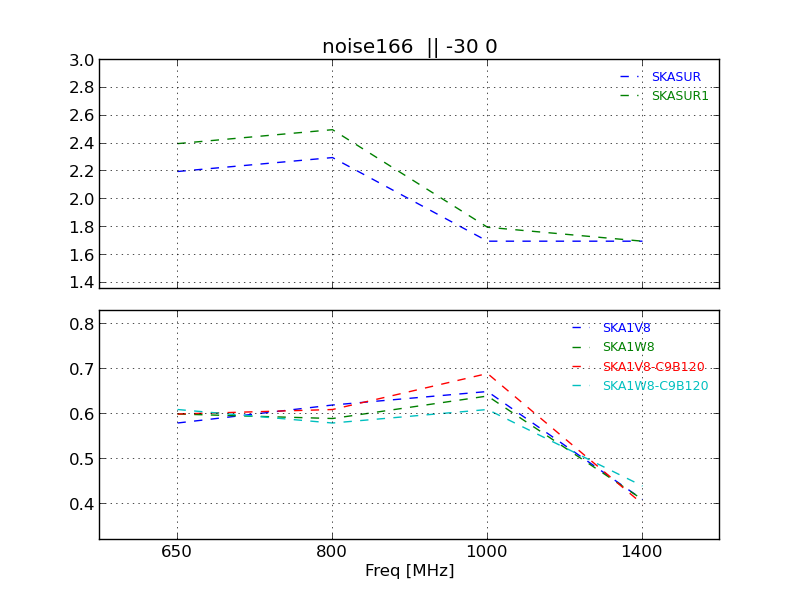 noise166 || -30 0
3.0
2.8
2.6
2.4
2.2
2.0
1.8
1.6
1.4
SKASUR
SKASUR1
0.8
0.7
0.6
0.5
0.4
SKA1V8
SKA1W8
SKA1V8-C9B120
SKA1W8-C9B120
650 800 1000 1400
Freq [MHz]